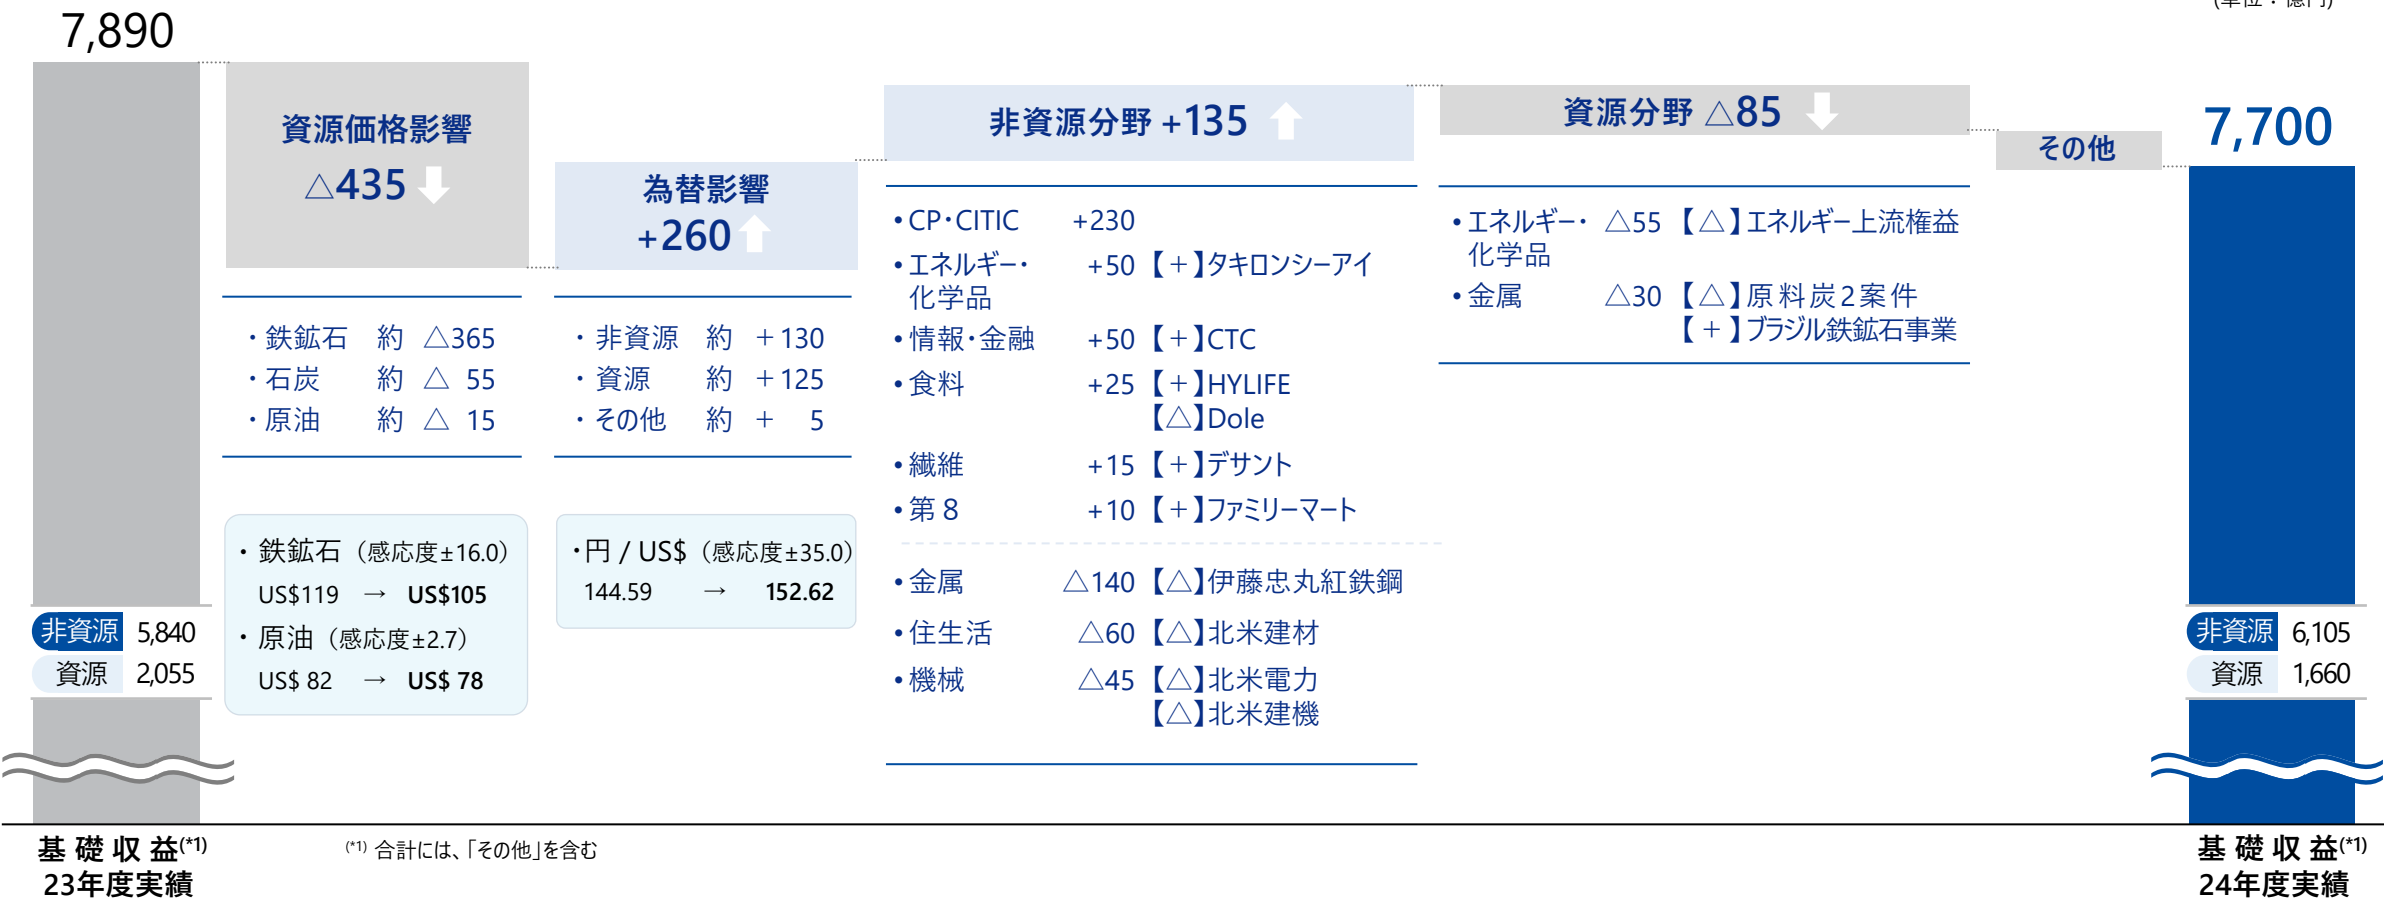 (単位:億円)
7,890
資源価格影響
△435
・鉄鉱石 約 △365
・石炭 約 △ 55
・原油 約 △ 15
・鉄鉱石(感応度±16.0)
US$119 → US$105
・原油(感応度±2.7)
US$ 82 → US$ 78
為替影響
+260
・非資源 約 +130
・資源 約 +125
・その他 約 + 5
・円 / US$(感応度±35.0)
144.59 → 152.62
非資源分野 +135
•CP・CITIC +230
•エネルギー・ +50【+】タキロンシーアイ
化学品
•情報・金融 +50【+】CTC
•食料 +25【+】HYLIFE
【△】Dole
•繊維 +15【+】デサント
•第8 +10【+】ファミリーマート
•金属 △140【△】伊藤忠丸紅鉄鋼
•住生活 △60【△】北米建材
•機械 △45【△】北米電力
【△】北米建機
資源分野 △85
•エネルギー・ △55【△】エネルギー上流権益
化学品
•金属 △30【△】原料炭2案件
【+】ブラジル鉄鉱石事業
その他
7,700
非資源 5,840
資源 2,055
非資源 6,105
資源 1,660
基礎収益(*1)
23年度実績
(*1) 合計には、「その他」を含む
基礎収益(*1)
24年度実績